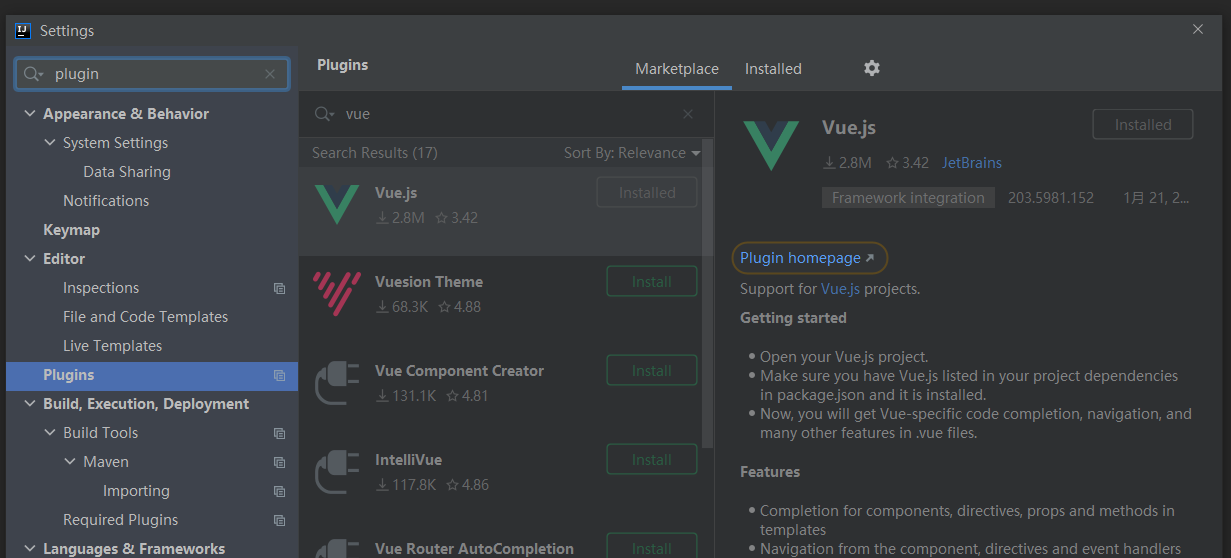 Settings
plugin
Appearance & Behavior
System Settings
Data Sharing
Notifications
Keymap
Editor
Inspections
File and Code Templates
Live Templates
Plugins
Build, Execution, Deployment
Build Tools
Maven
Importing
Required Plugins
Languages & Frameworks
Plugins
Marketplace
Installed
vue
Search Results (17)
Sort By: Relevance
Vue.js
Installed
2.8M
3.42
Vuesion Theme
Install
68.3K
4.88
Vue Component Creator
Install
131.1K
4.81
IntelliVue
Install
117.8K
4.86
Vue Router AutoCompletion
Install
Vue.js
Installed
2.8M
3.42
JetBrains
Framework integration
203.5981.152
1月 21, 2...
Plugin homepage
Support for Vue.js projects.
Getting started
• Open your Vue.js project.
• Make sure you have Vue.js listed in your project dependencies
in package.json and it is installed.
• Now, you will get Vue-specific code completion, navigation, and
many other features in .vue files.
Features
• Completion for components, directives, props and methods in
templates
• Navigation from the component, directives and event handlers